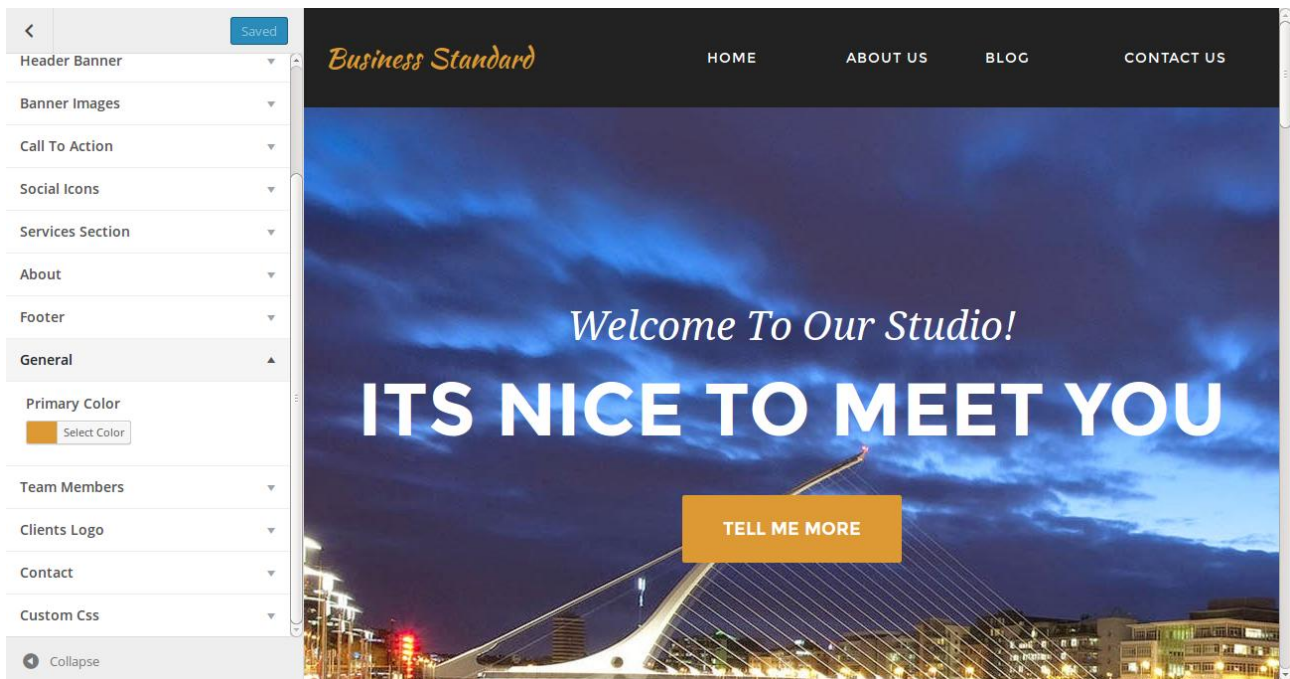 Saved
Header Banner
Banner Images
Call To Action
Social Icons
Services Section
About
Footer
General
Primary Color
Select Color
Team Members
Clients Logo
Contact
Custom Css
Collapse
Business Standard
HOME ABOUT US BLOG CONTACT US
Welcome To Our Studio!
ITS NICE TO MEET YOU
TELL ME MORE